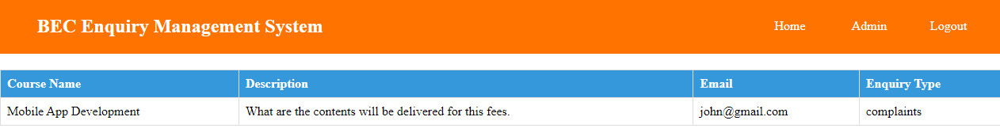 BEC Enquiry Management System Home Admin Logout
Course Name Description Email Enquiry Type
Mobile App Development What are the contents will be delivered for this fees. john@gmail.com complaints